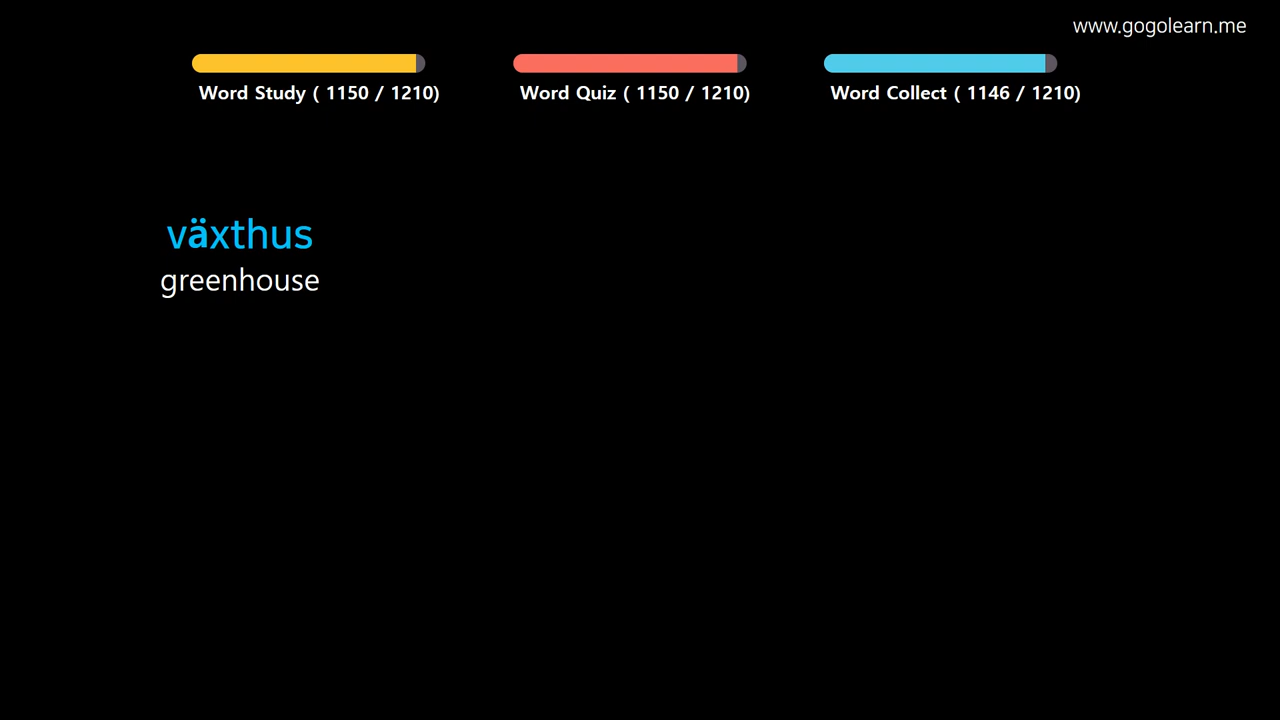 www.gogolearn.me
Word Study ( 1150 / 1210)
Word Quiz ( 1150 / 1210)
Word Collect ( 1146 / 1210)
växthus
greenhouse